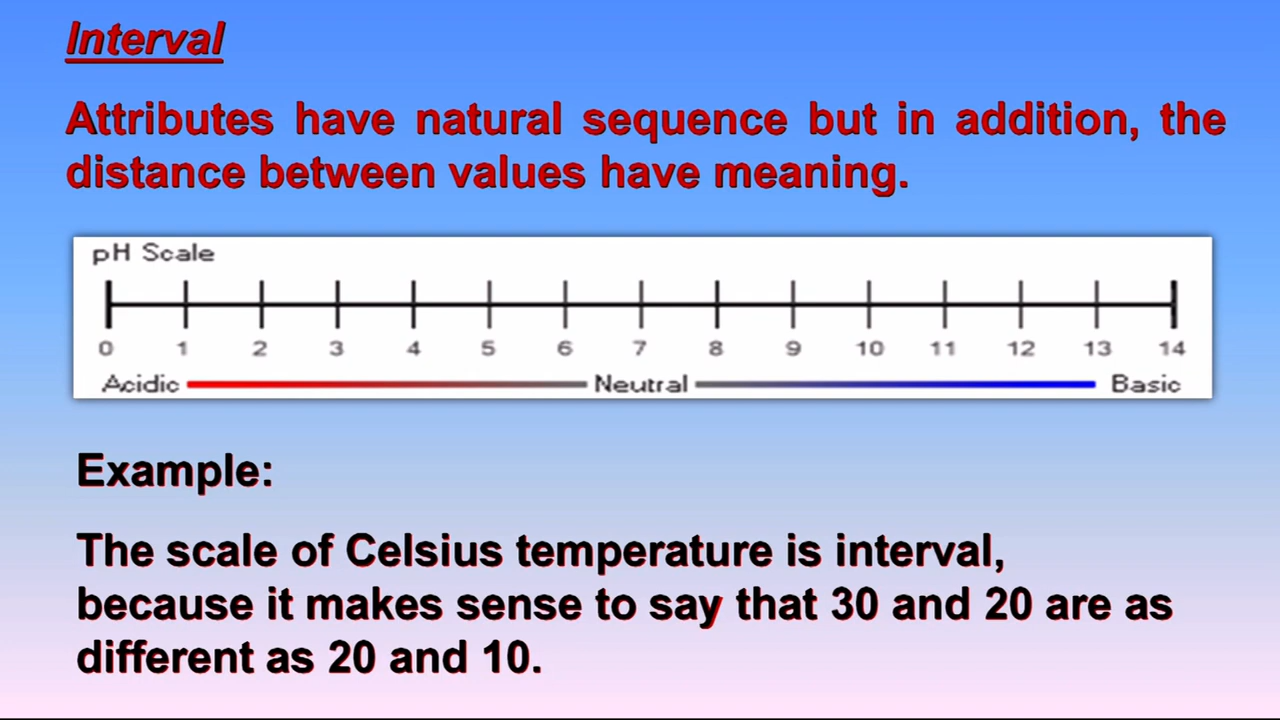 Interval
Attributes have natural sequence but in addition, the
distance between values have meaning.
pH Scale
0 1 2 3 4 5 6 7 8 9 10 11 12 13 14
Acidic Neutral Basic
Example:
The scale of Celsius temperature is interval,
because it makes sense to say that 30 and 20 are as
different as 20 and 10.